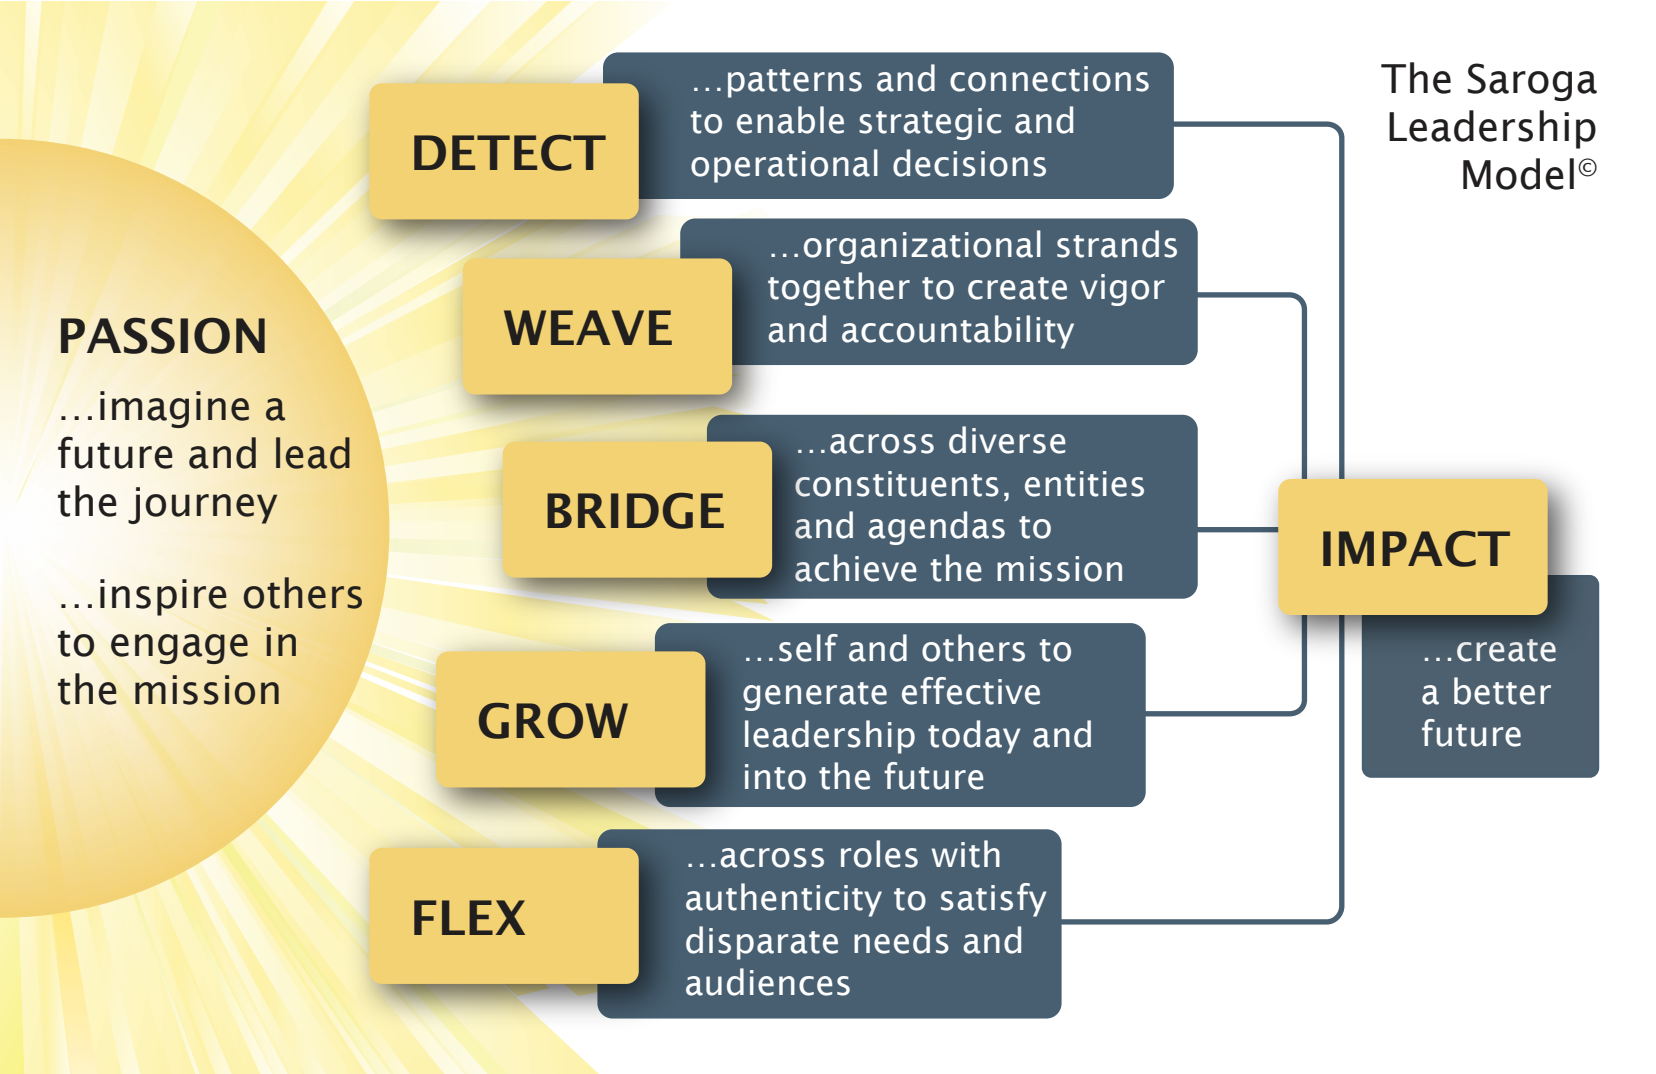 The Saroga
Leadership
Model©
PASSION
...imagine a
future and lead
the journey
...inspire others
to engage in
the mission
DETECT
...patterns and connections
to enable strategic and
operational decisions
WEAVE
...organizational strands
together to create vigor
and accountability
BRIDGE
...across diverse
constituents, entities
and agendas to
achieve the mission
GROW
...self and others to
generate effective
leadership today and
into the future
FLEX
...across roles with
authenticity to satisfy
disparate needs and
audiences
IMPACT
...create
a better
future